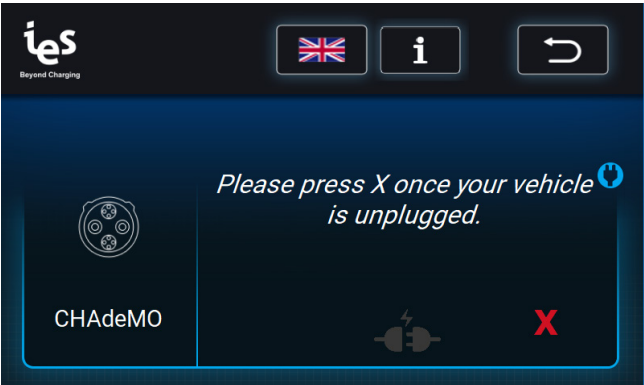 ies
Beyond Charging
i
Please press X once your vehicle
is unplugged.
CHAdeMO
X